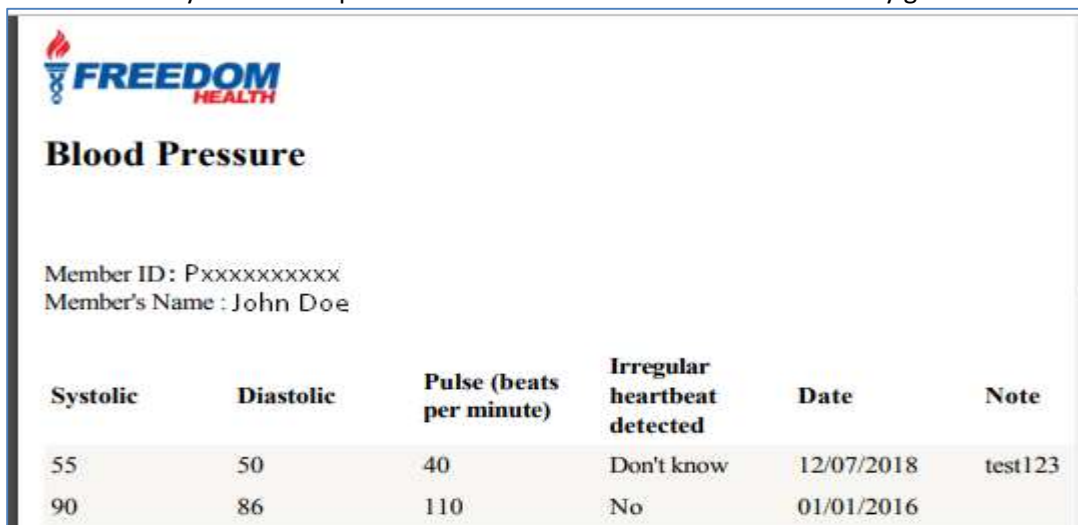 FREEDOM
HEALTH
Blood Pressure
Member ID: Pxxxxxxxxxx
Member's Name : John Doe
Systolic Diastolic Pulse (beats per minute) Irregular heartbeat detected Date Note
55 50 40 Don't know 12/07/2018 test123
90 86 110 No 01/01/2016